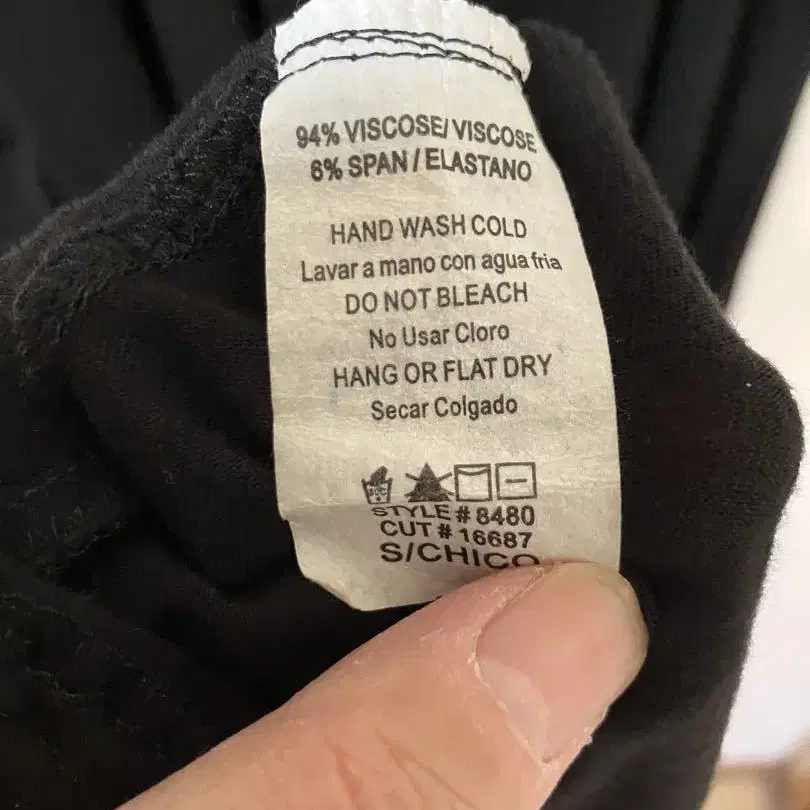 94% VISCOSE/ VISCOSE
6% SPAN / ELASTANO
HAND WASH COLD
Lavar a mano con agua fria
DO NOT BLEACH
No Usar Cloro
HANG OR FLAT DRY
Secar Colgado
STYLE # 8480
CUT # 16687
S/CHICO